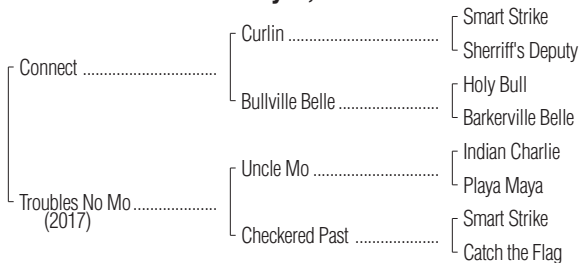 Smart Strike
Curlin ........................................
Sherriff's Deputy
Connect ...............................
Holy Bull
Bullville Belle ...........................
Barkerville Belle
Indian Charlie
Uncle Mo ..................................
Playa Maya
Troubles No Mo....................
(2017)
Smart Strike
Checkered Past .......................
Catch the Flag